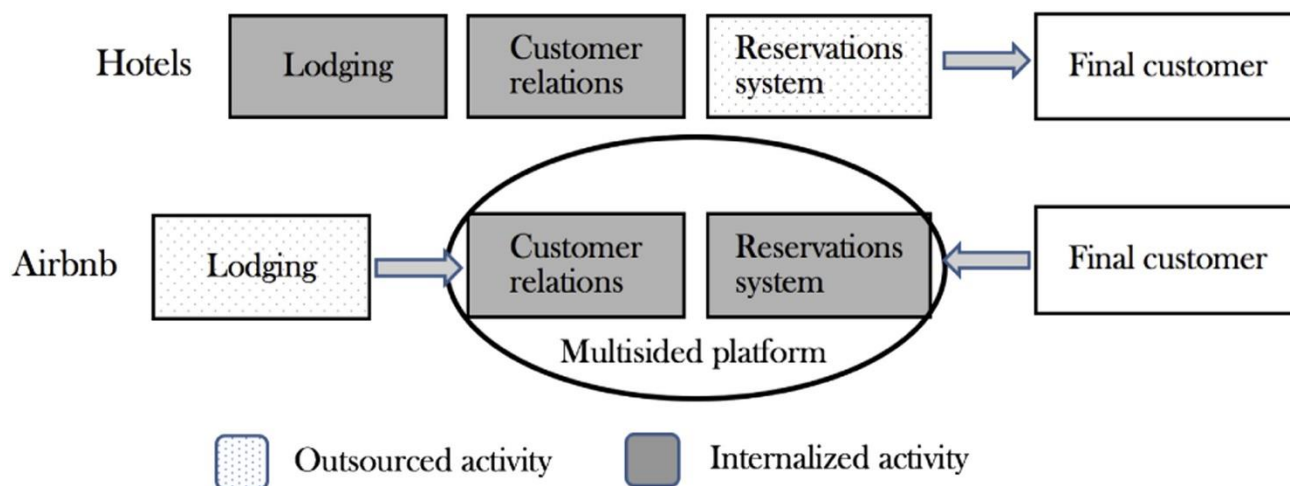 Hotels
Lodging
Customer
relations
Reservations
system
Final customer
Airbnb
Lodging
Customer
relations
Reservations
system
Final customer
Multisided platform
Outsourced activity
Internalized activity